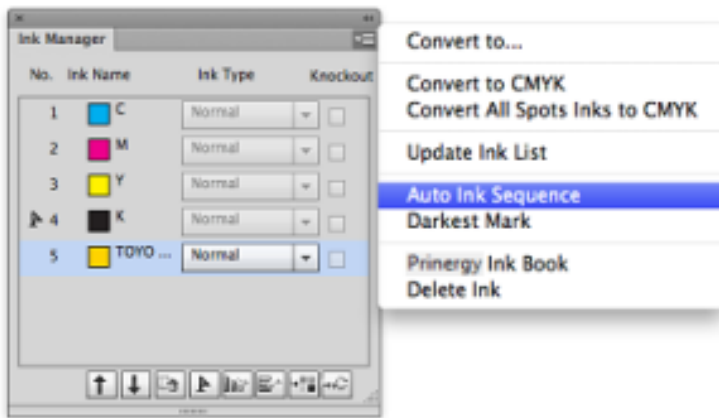 Ink Manager
No. Ink Name Ink Type Knockout
1 C Normal
2 M Normal
3 Y Normal
4 K Normal
5 TOYO ... Normal
Convert to...
Convert to CMYK
Convert All Spots Inks to CMYK
Update Ink List
Auto Ink Sequence
Darkest Mark
Prinergy Ink Book
Delete Ink